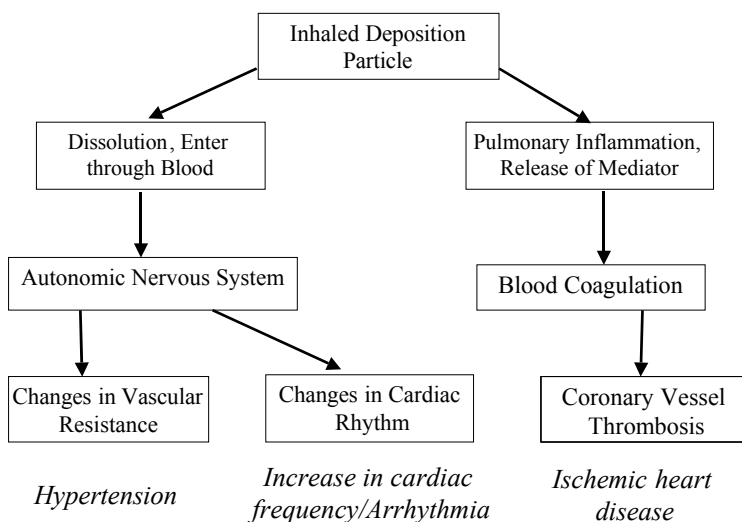 Inhaled Deposition
Particle
Dissolution, Enter
through Blood
Pulmonary Inflammation,
Release of Mediator
Autonomic Nervous System
Blood Coagulation
Changes in Vascular
Resistance
Changes in Cardiac
Rhythm
Coronary Vessel
Thrombosis
Hypertension
Increase in cardiac
frequency/Arrhythmia
Ischemic heart
disease